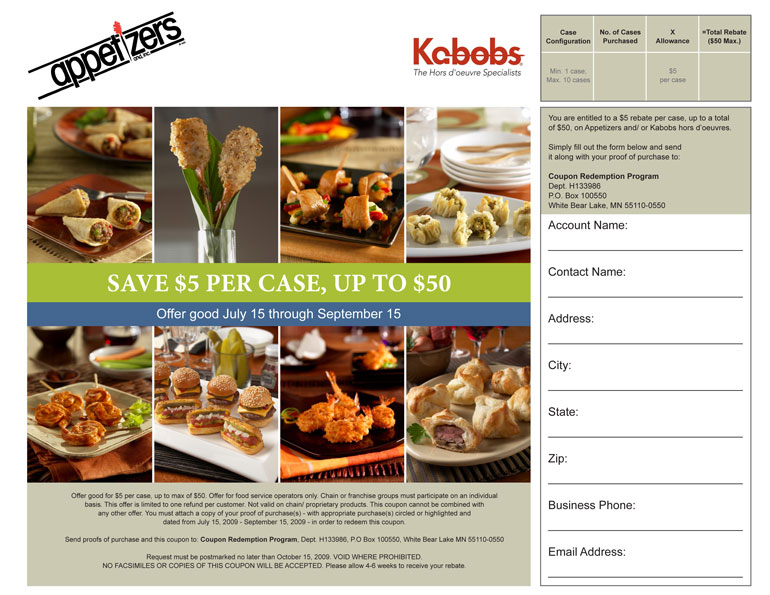 appetizers
and, inc.
Kabobs
The Hors d'oeuvre Specialists
Case Configuration
No. of Cases Purchased
X Allowance
=Total Rebate ($50 Max.)
Min. 1 case,
Max. 10 cases
$5
per case
You are entitled to a $5 rebate per case, up to a total
of $50, on Appetizers and/ or Kabobs hors d'oeuvres.
Simply fill out the form below and send
it along with your proof of purchase to:
Coupon Redemption Program
Dept. H133986
P.O. Box 100550
White Bear Lake, MN 55110-0550
Account Name:
Contact Name:
Address:
City:
State:
Zip:
Business Phone:
Email Address:
SAVE $5 PER CASE, UP TO $50
Offer good July 15 through September 15
Offer good for $5 per case, up to max of $50. Offer for food service operators only. Chain or franchise groups must participate on an individual
basis. This offer is limited to one refund per customer. Not valid on chain/ proprietary products. This coupon cannot be combined with
any other offer. You must attach a copy of your proof of purchase(s) - with appropriate purchase(s) circled or highlighted and
dated from July 15, 2009 - September 15, 2009 - in order to redeem this coupon.
Send proofs of purchase and this coupon to: Coupon Redemption Program, Dept. H133986, P.O Box 100550, White Bear Lake MN 55110-0550
Request must be postmarked no later than October 15, 2009. VOID WHERE PROHIBITED.
NO FACSIMILES OR COPIES OF THIS COUPON WILL BE ACCEPTED. Please allow 4-6 weeks to receive your rebate.